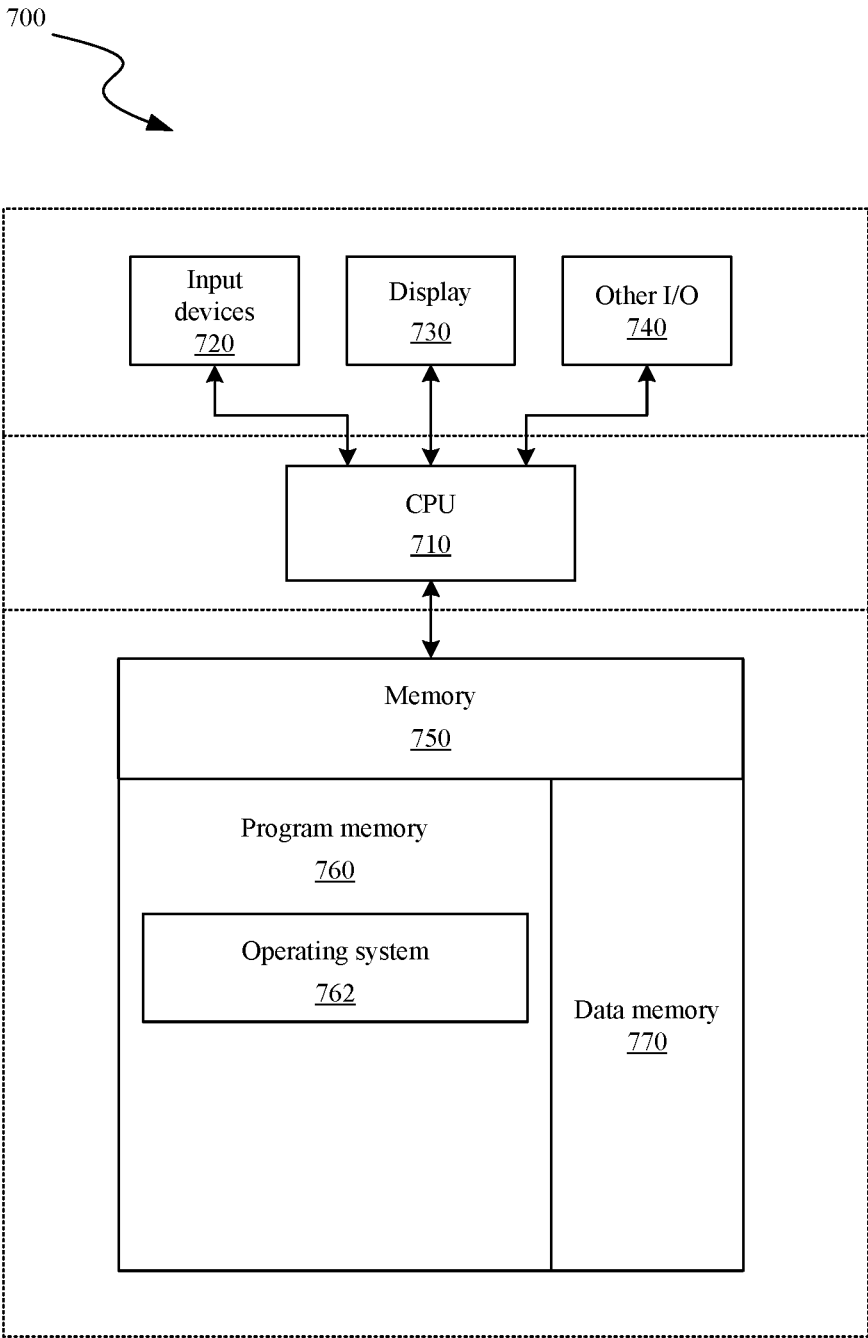 700
Input
devices
720
Display
730
Other I/O
740
CPU
710
Memory
750
Program memory
760
Operating system
762
Data memory
770